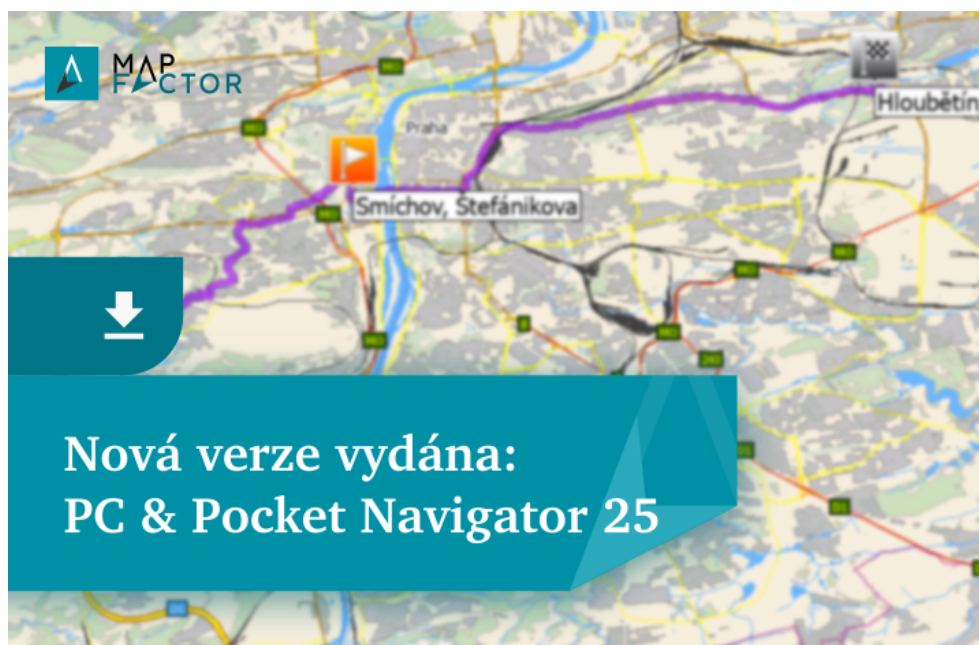 MAP
FACTOR
Praha
Hloubětín
Smíchov, Štefánikova
Nová verze vydána:
PC & Pocket Navigator 25